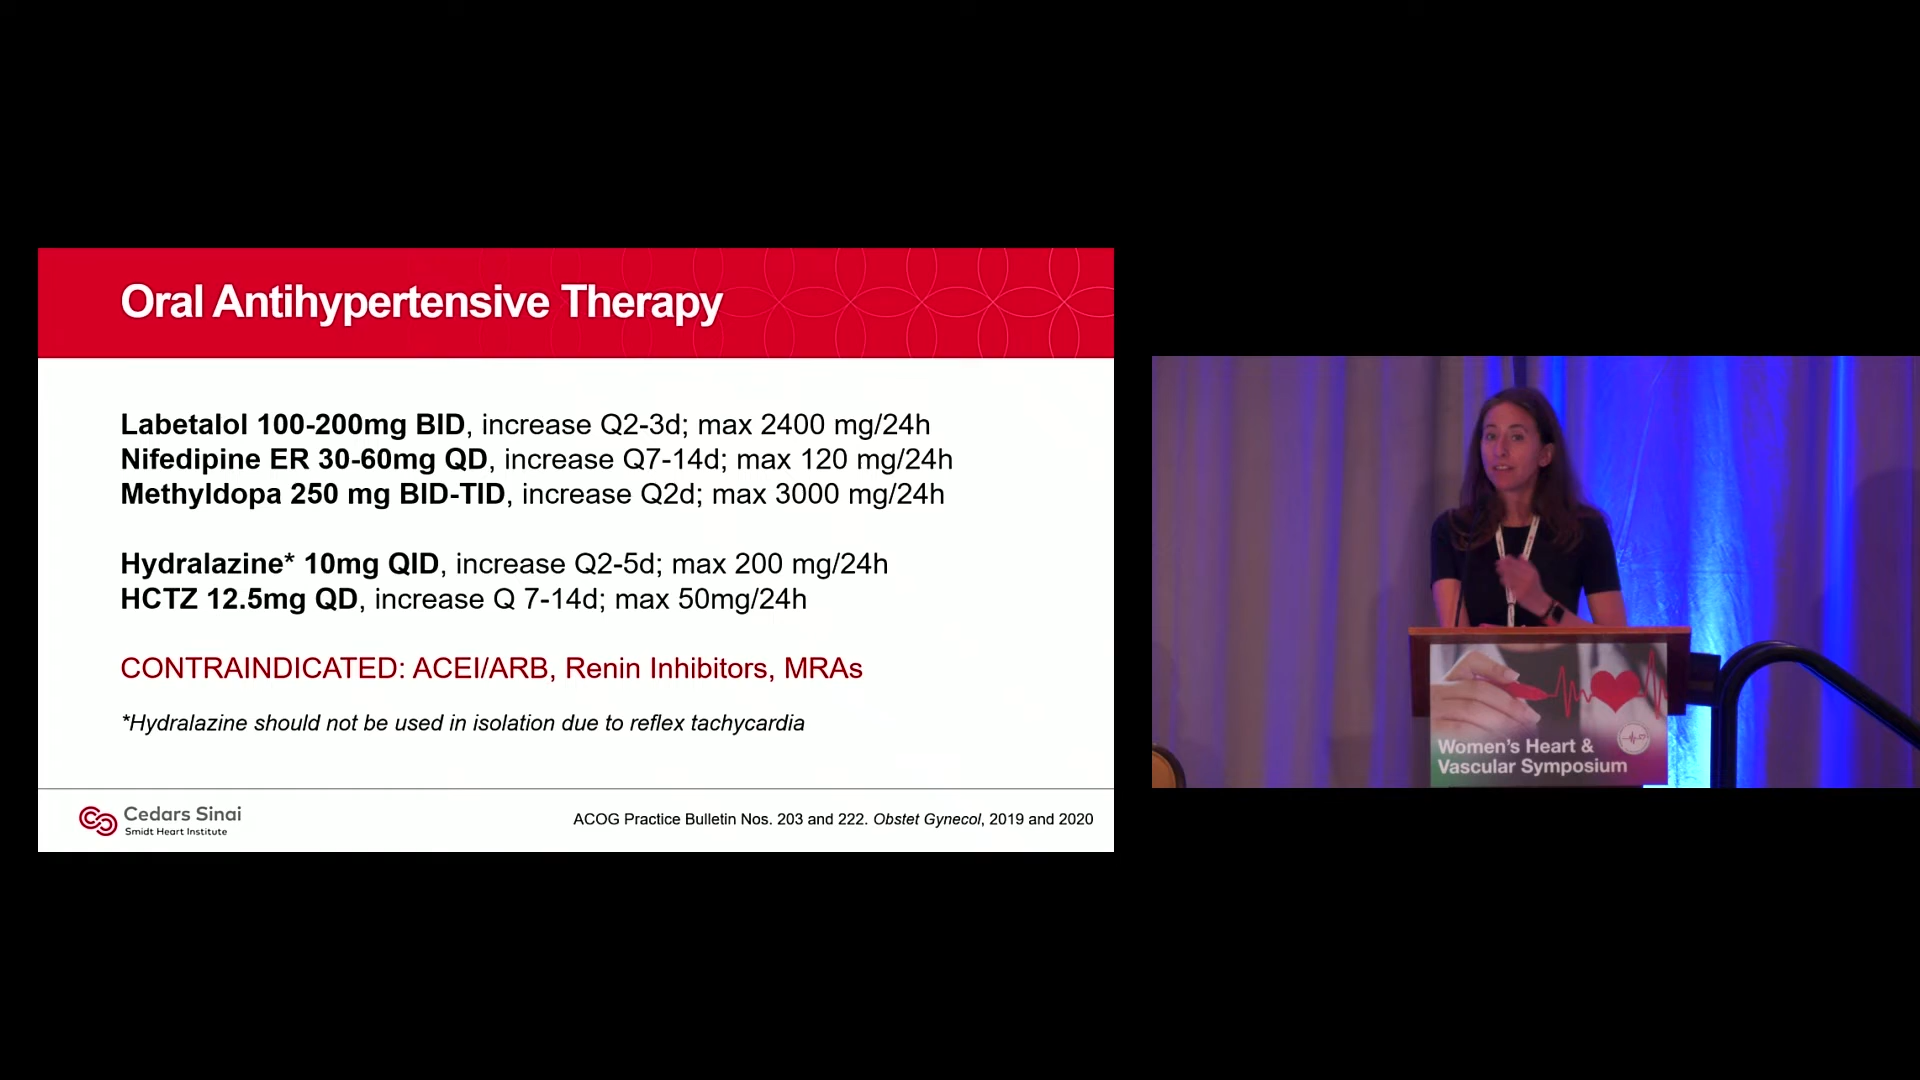 Oral Antihypertensive Therapy
Labetalol 100-200mg BID, increase Q2-3d; max 2400 mg/24h
Nifedipine ER 30-60mg QD, increase Q7-14d; max 120 mg/24h
Methyldopa 250 mg BID-TID, increase Q2d; max 3000 mg/24h
Hydralazine* 10mg QID, increase Q2-5d; max 200 mg/24h
HCTZ 12.5mg QD, increase Q 7-14d; max 50mg/24h
CONTRAINDICATED: ACEI/ARB, Renin Inhibitors, MRAs
*Hydralazine should not be used in isolation due to reflex tachycardia
Cedars Sinai
Smidt Heart Institute
ACOG Practice Bulletin Nos. 203 and 222. Obstet Gynecol, 2019 and 2020
Women's Heart &
Vascular Symposium